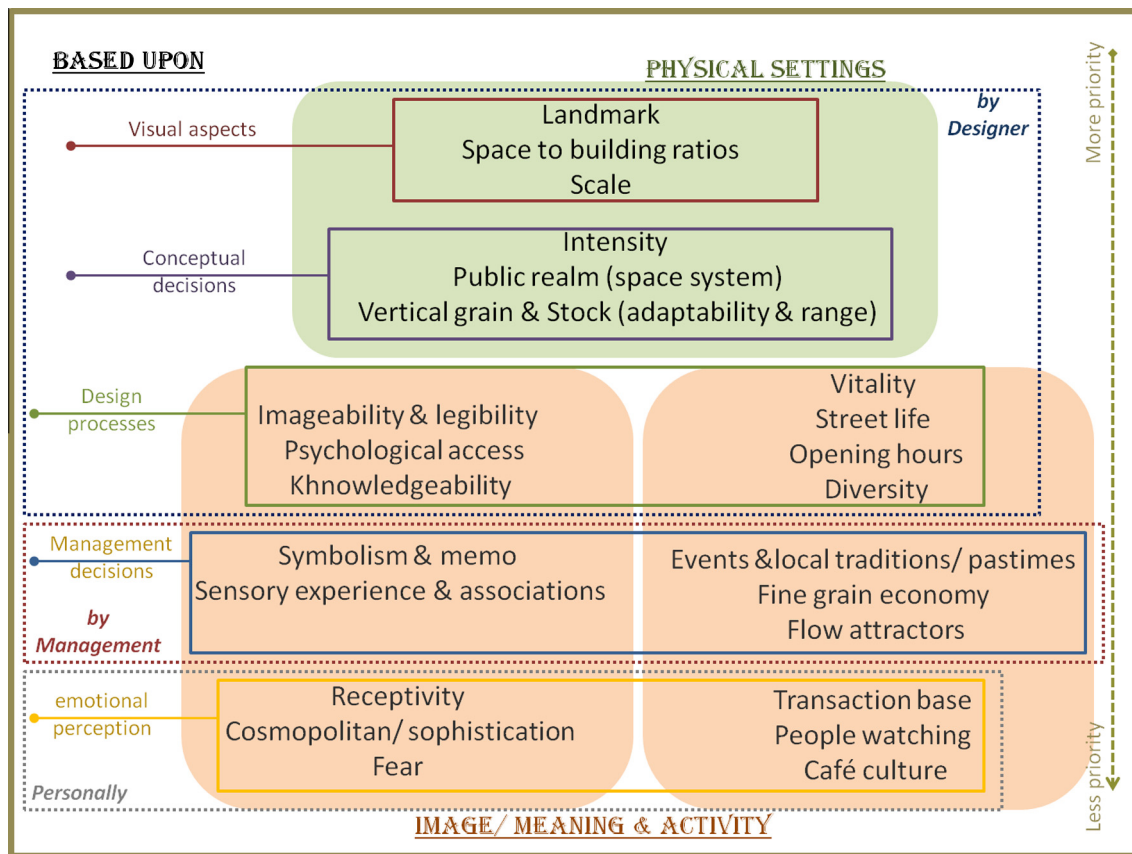 BASED UPON
PHYSICAL SETTINGS
More priority
by
Designer
Visual aspects
Landmark
Space to building ratios
Scale
Conceptual
decisions
Intensity
Public realm (space system)
Vertical grain & Stock (adaptability & range)
Design
processes
Imageability & legibility
Psychological access
Khnowledgeability
Vitality
Street life
Opening hours
Diversity
Management
decisions
by
Management
Symbolism & memo
Sensory experience & associations
Events &local traditions/ pastimes
Fine grain economy
Flow attractors
emotional
perception
Personally
Receptivity
Cosmopolitan/ sophistication
Fear
Transaction base
People watching
Café culture
Less priority
IMAGE/ MEANING & ACTIVITY